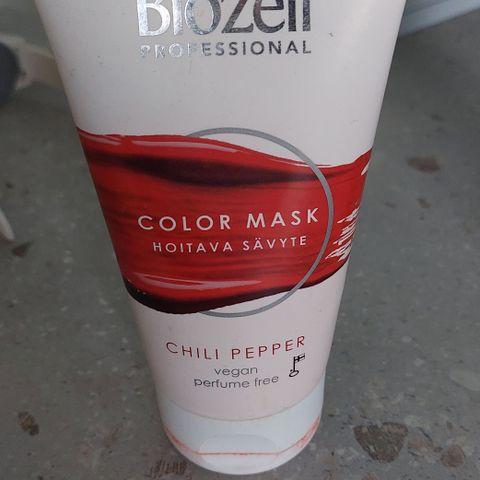 Biozell
PROFESSIONAL
COLOR MASK
HOITAVA SÄVYTE
CHILI PEPPER
vegan
perfume free